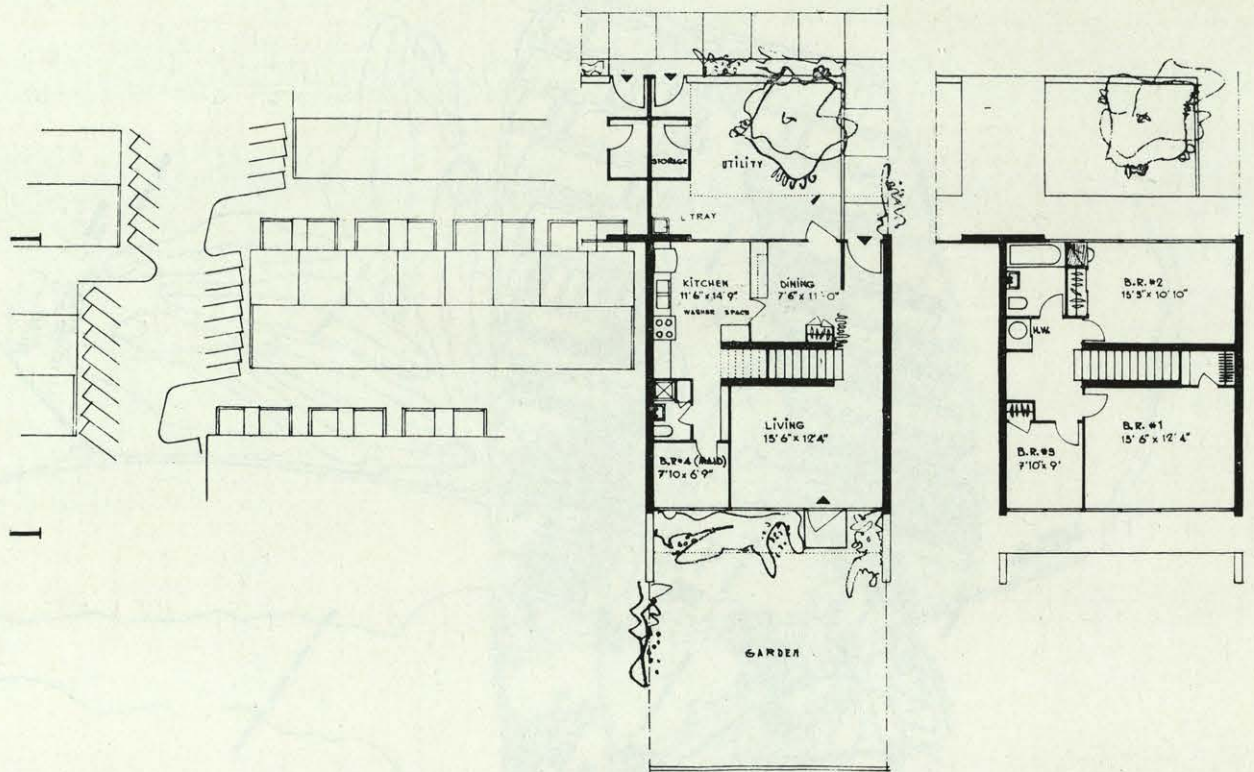 STORAGE
UTILITY
L TRAY
KITCHEN
11'6" x 14'9"
WASHER SPACE
DINING
7'6" x 11'-0"
LIVING
15'6" x 12'4"
B.R.#4 (MAID)
7'10 x 6'9"
GARDEN
B.R. #2
15'3" x 10'10"
H.W.
B.R. #1
15'6" x 12'4"
B.R. #3
7'10" x 9'